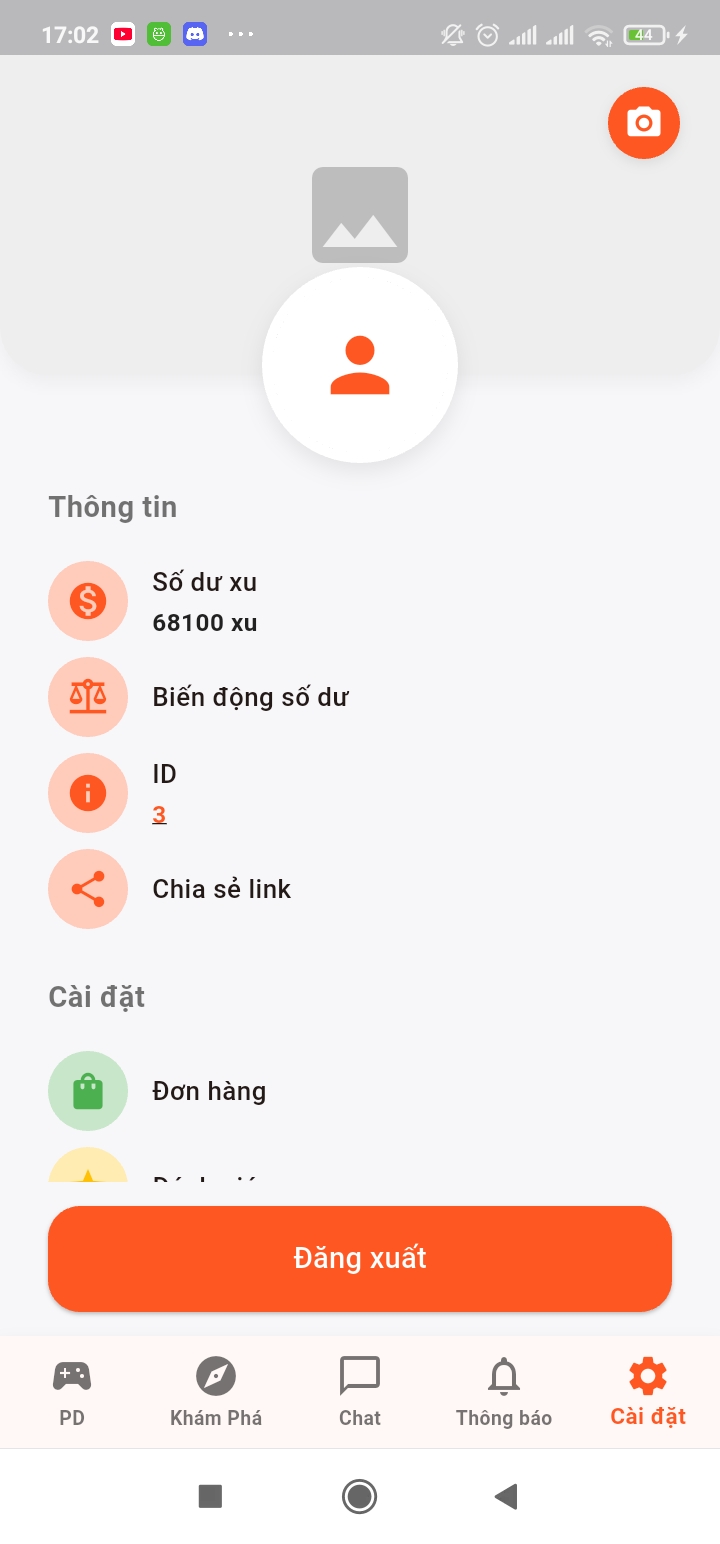 17:02
44
Thông tin
Số dư xu
68100 xu
Biến động số dư
ID
3
Chia sẻ link
Cài đặt
Đơn hàng
Đăng xuất
PD
Khám Phá
Chat
Thông báo
Cài đặt